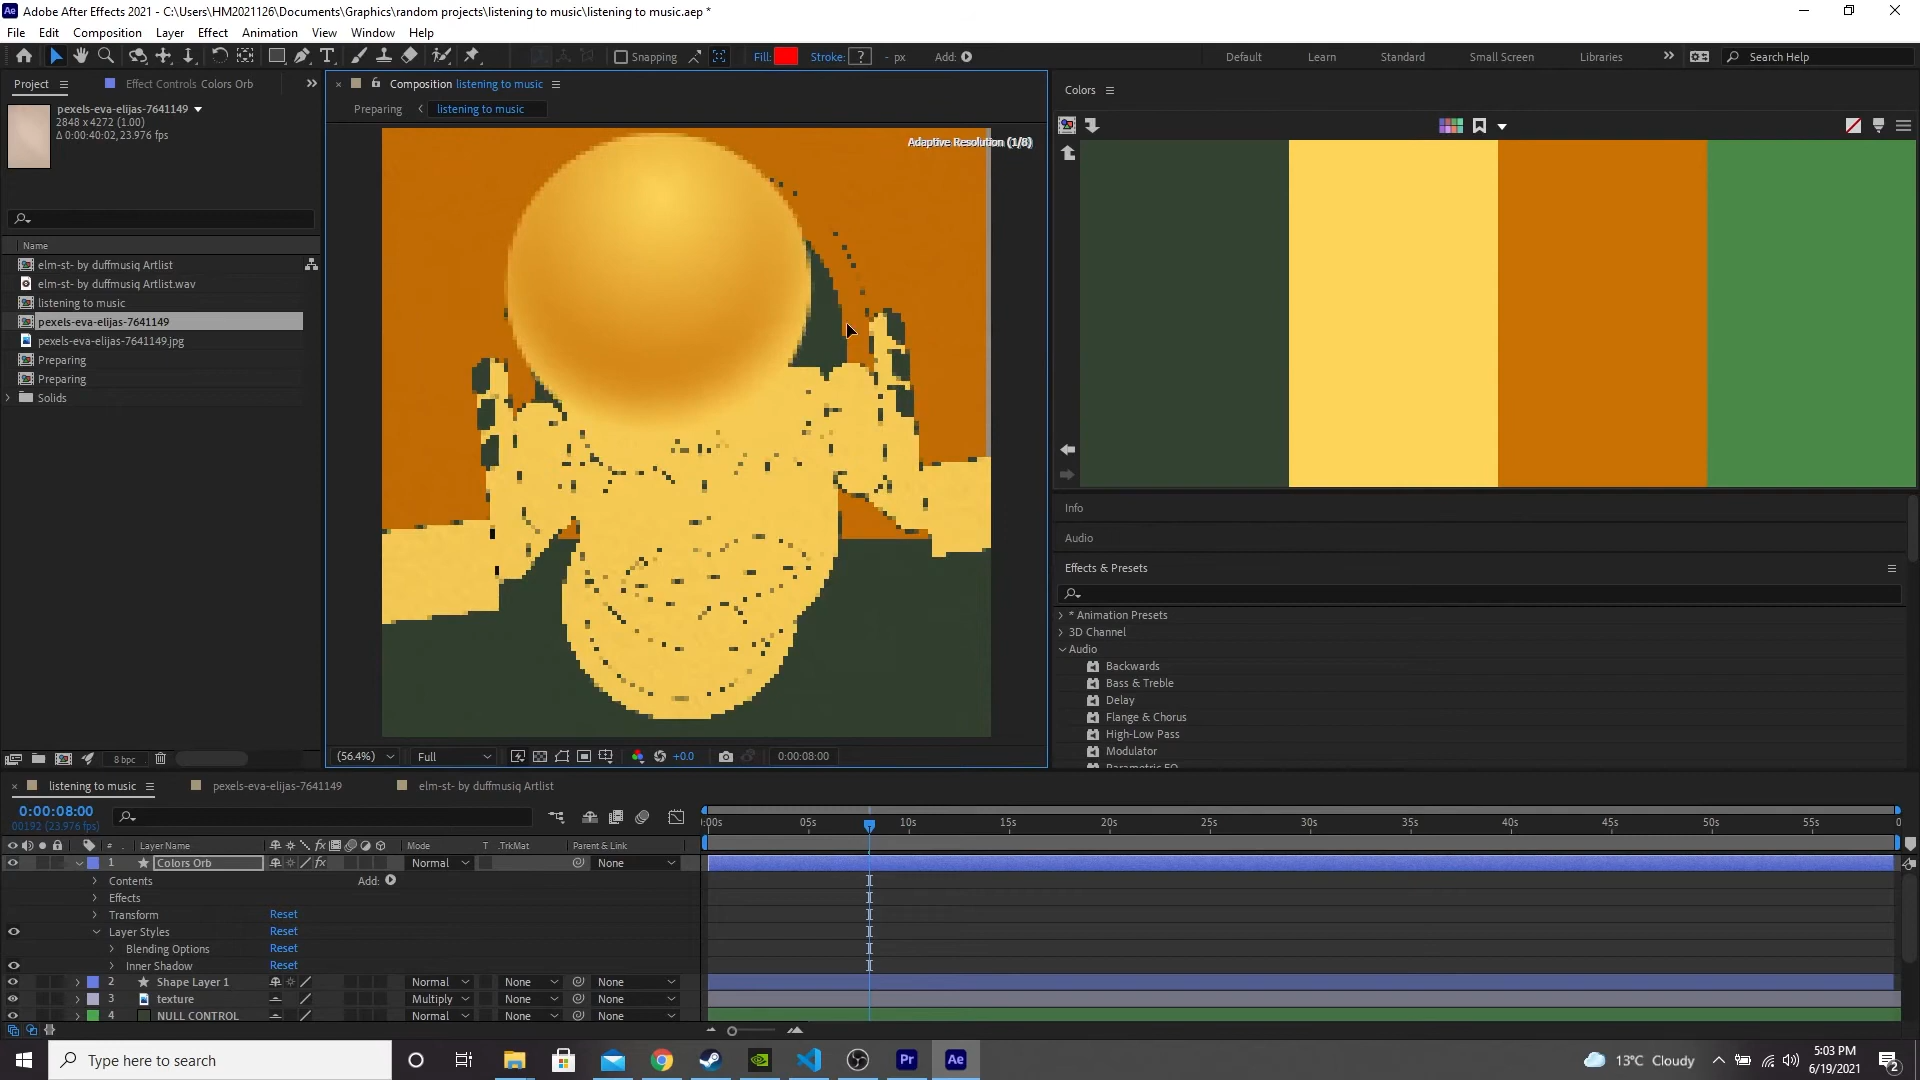 Adobe After Effects 2021 - C:\Users\HM2021126\Documents\Graphics\random projects\listening to music\listening to music.aep *
File Edit Composition Layer Effect Animation View Window Help
Snapping Fill: Stroke: ? - px Add: Default Learn Standard Small Screen Libraries Search Help
Project Effect Controls Colors Orb
pexels-eva-elijas-7641149
2848 x 4272 (1.00)
Δ 0:00:40:02, 23.976 fps
Name
elm-st- by duffmusiq Artlist
elm-st- by duffmusiq Artlist.wav
listening to music
pexels-eva-elijas-7641149
pexels-eva-elijas-7641149.jpg
Preparing
Preparing
Solids
8 bpc
Composition listening to music
Preparing listening to music
Adaptive Resolution (1/8)
(56.4%) Full +0.0 0:00:08:00
Colors
Info
Audio
Effects & Presets
* Animation Presets
3D Channel
Audio
Backwards
Bass & Treble
Delay
Flange & Chorus
High-Low Pass
Modulator
Parametric EQ
listening to music pexels-eva-elijas-7641149 elm-st- by duffmusiq Artlist
0:00:08:00
00192 (23.976 fps)
:00s 05s 10s 15s 20s 25s 30s 35s 40s 45s 50s 55s 0
# Layer Name Mode T .TrkMat Parent & Link
1 Colors Orb Normal None
Contents Add:
Effects
Transform Reset
Layer Styles Reset
Blending Options Reset
Inner Shadow Reset
2 Shape Layer 1 Normal None None
3 texture Multiply None None
4 NULL CONTROL Normal None None
Type here to search
Pr Ae
13°C Cloudy
5:03 PM
6/19/2021
2